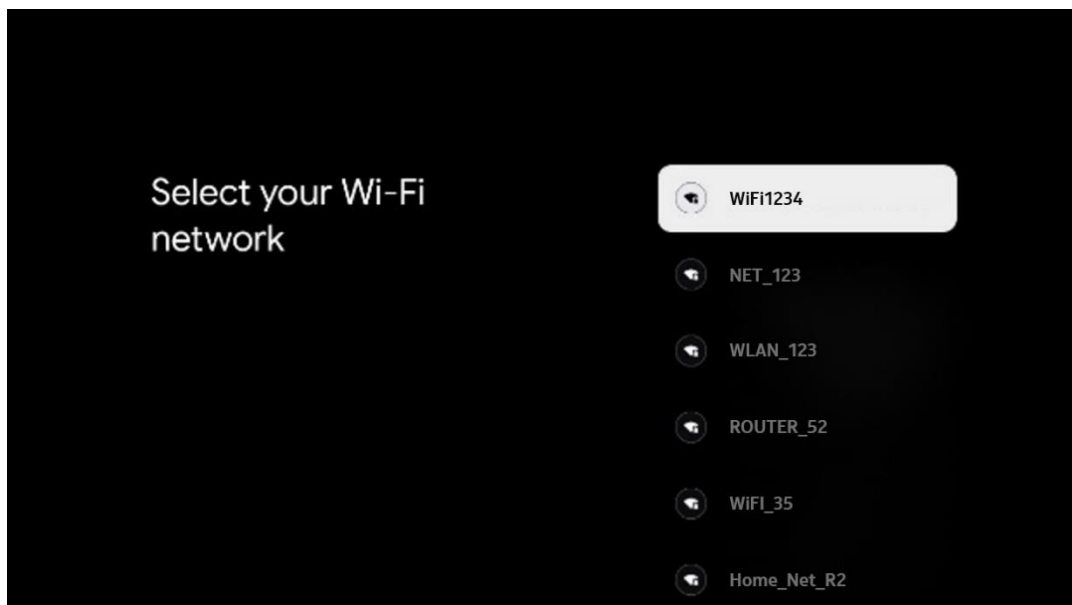 Select your Wi-Fi
network
WiFi1234
NET_123
WLAN_123
ROUTER_52
WiFI_35
Home_Net_R2